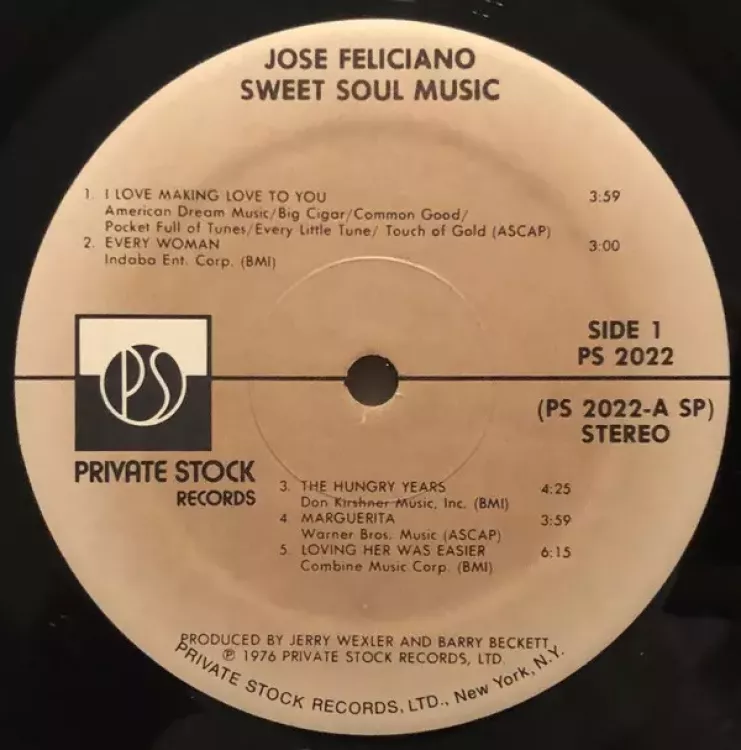 JOSE FELICIANO
SWEET SOUL MUSIC
1. I LOVE MAKING LOVE TO YOU 3:59
American Dream Music/Big Cigar/Common Good/
Pocket Full of Tunes/Every Little Tune/ Touch of Gold (ASCAP)
2. EVERY WOMAN 3:00
Indaba Ent. Corp. (BMI)
SIDE 1
PS 2022
PS
(PS 2022-A SP)
STEREO
PRIVATE STOCK
RECORDS
3. THE HUNGRY YEARS 4:25
Don Kirshner Music, Inc. (BMI)
4. MARGUERITA 3:59
Warner Bros. Music (ASCAP)
5. LOVING HER WAS EASIER 6:15
Combine Music Corp. (BMI)
PRODUCED BY JERRY WEXLER AND BARRY BECKETT
℗ 1976 PRIVATE STOCK RECORDS, LTD.
PRIVATE STOCK RECORDS, LTD., New York, N.Y.